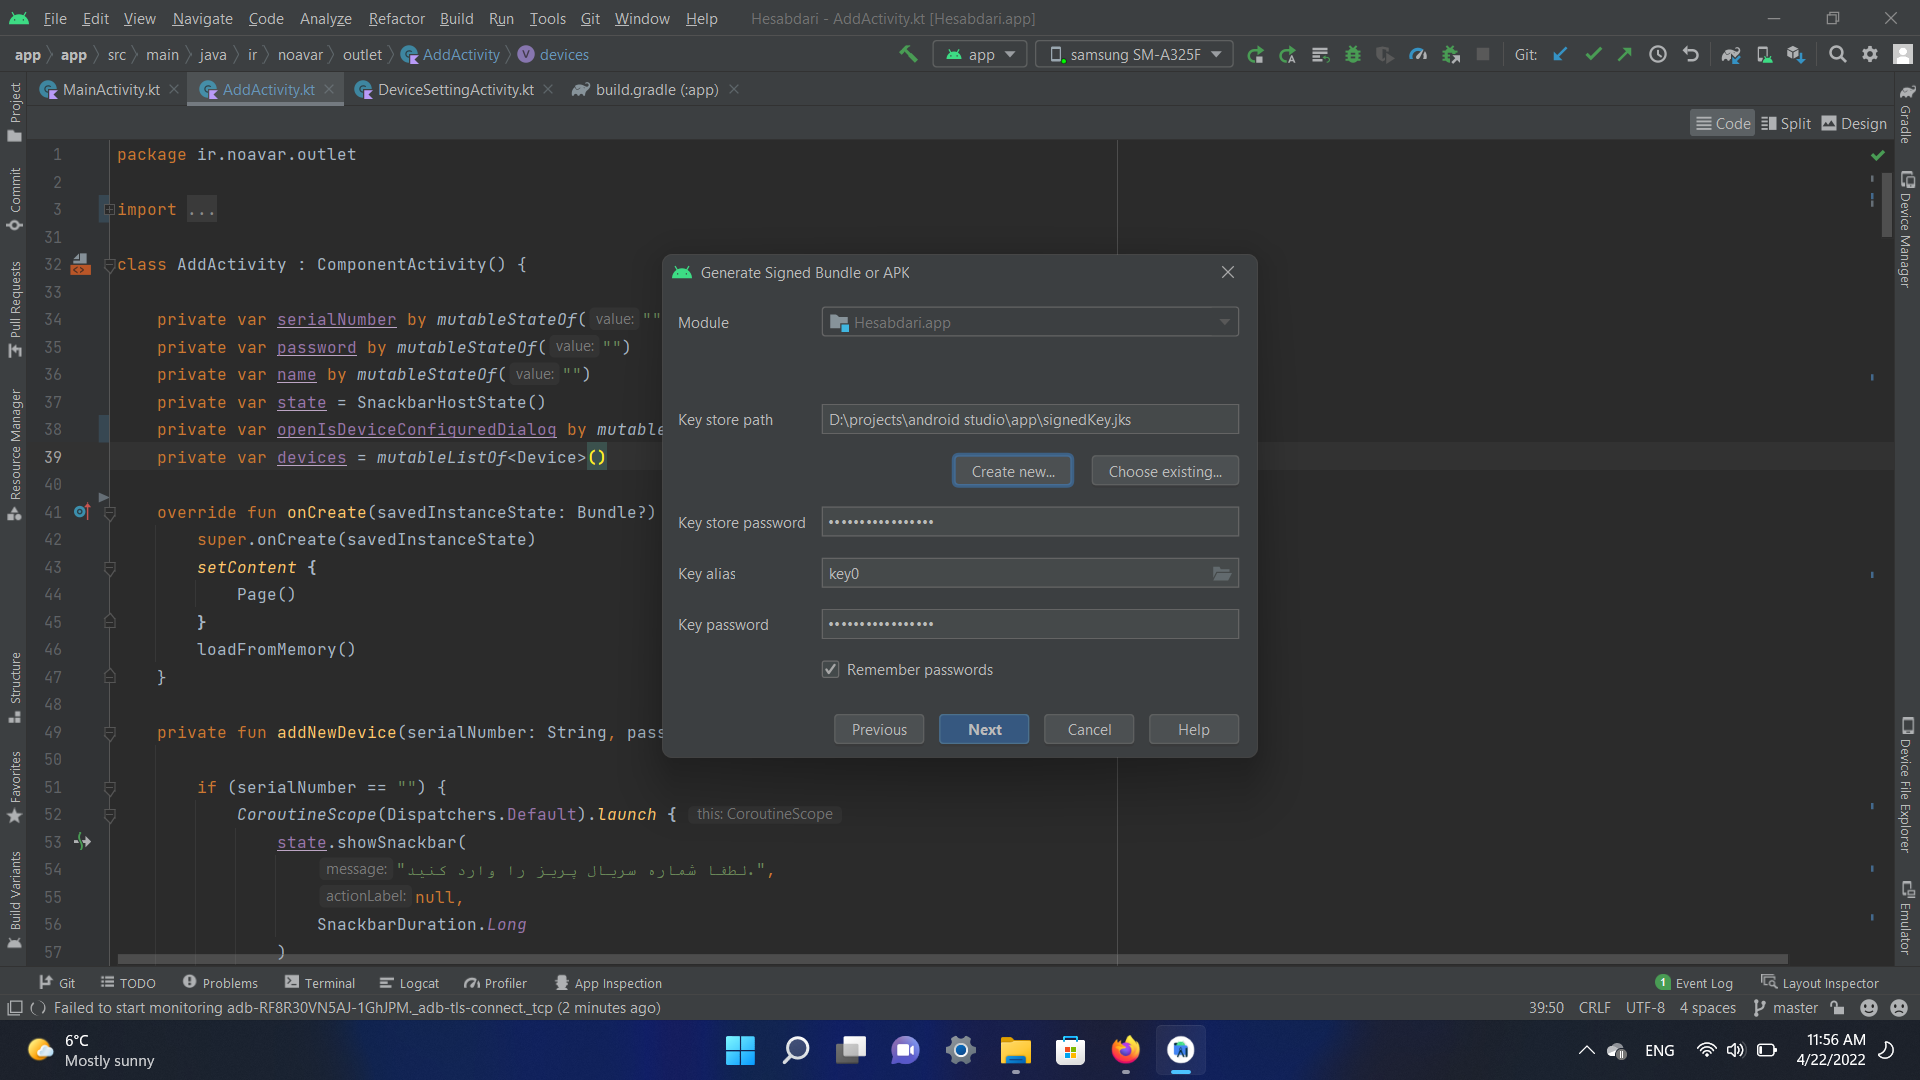 File Edit View Navigate Code Analyze Refactor Build Run Tools Git Window Help Hesabdari - AddActivity.kt [Hesabdari.app]
app app src main java ir noavar outlet AddActivity devices app samsung SM-A325F Git:
MainActivity.kt AddActivity.kt DeviceSettingActivity.kt build.gradle (:app)
Code Split Design
Project
Commit
Pull Requests
Resource Manager
Structure
Favorites
Build Variants
1 package ir.noavar.outlet
2
3 import ...
31
32 class AddActivity : ComponentActivity() {
33
34 private var serialNumber by mutableStateOf( value: ""
35 private var password by mutableStateOf( value: "")
36 private var name by mutableStateOf( value: "")
37 private var state = SnackbarHostState()
38 private var openIsDeviceConfiguredDialog by mutable
39 private var devices = mutableListOf<Device>()
40
41 override fun onCreate(savedInstanceState: Bundle?)
42 super.onCreate(savedInstanceState)
43 setContent {
44 Page()
45 }
46 loadFromMemory()
47 }
48
49 private fun addNewDevice(serialNumber: String, pass
50
51 if (serialNumber == "") {
52 CoroutineScope(Dispatchers.Default).launch { this: CoroutineScope
53 state.showSnackbar(
54 message: "لطفا شماره سریال پریز را وارد کنید.",
55 actionLabel: null,
56 SnackbarDuration.Long
57 )
Generate Signed Bundle or APK
Module Hesabdari.app
Key store path D:\projects\android studio\app\signedKey.jks
Create new... Choose existing...
Key store password •••••••••••••••••
Key alias key0
Key password •••••••••••••••••
Remember passwords
Previous Next Cancel Help
Gradle
Device Manager
Device File Explorer
Emulator
Git TODO Problems Terminal Logcat Profiler App Inspection 1 Event Log Layout Inspector
Failed to start monitoring adb-RF8R30VN5AJ-1GhJPM._adb-tls-connect._tcp (2 minutes ago) 39:50 CRLF UTF-8 4 spaces master
6°C
Mostly sunny
ENG
11:56 AM
4/22/2022